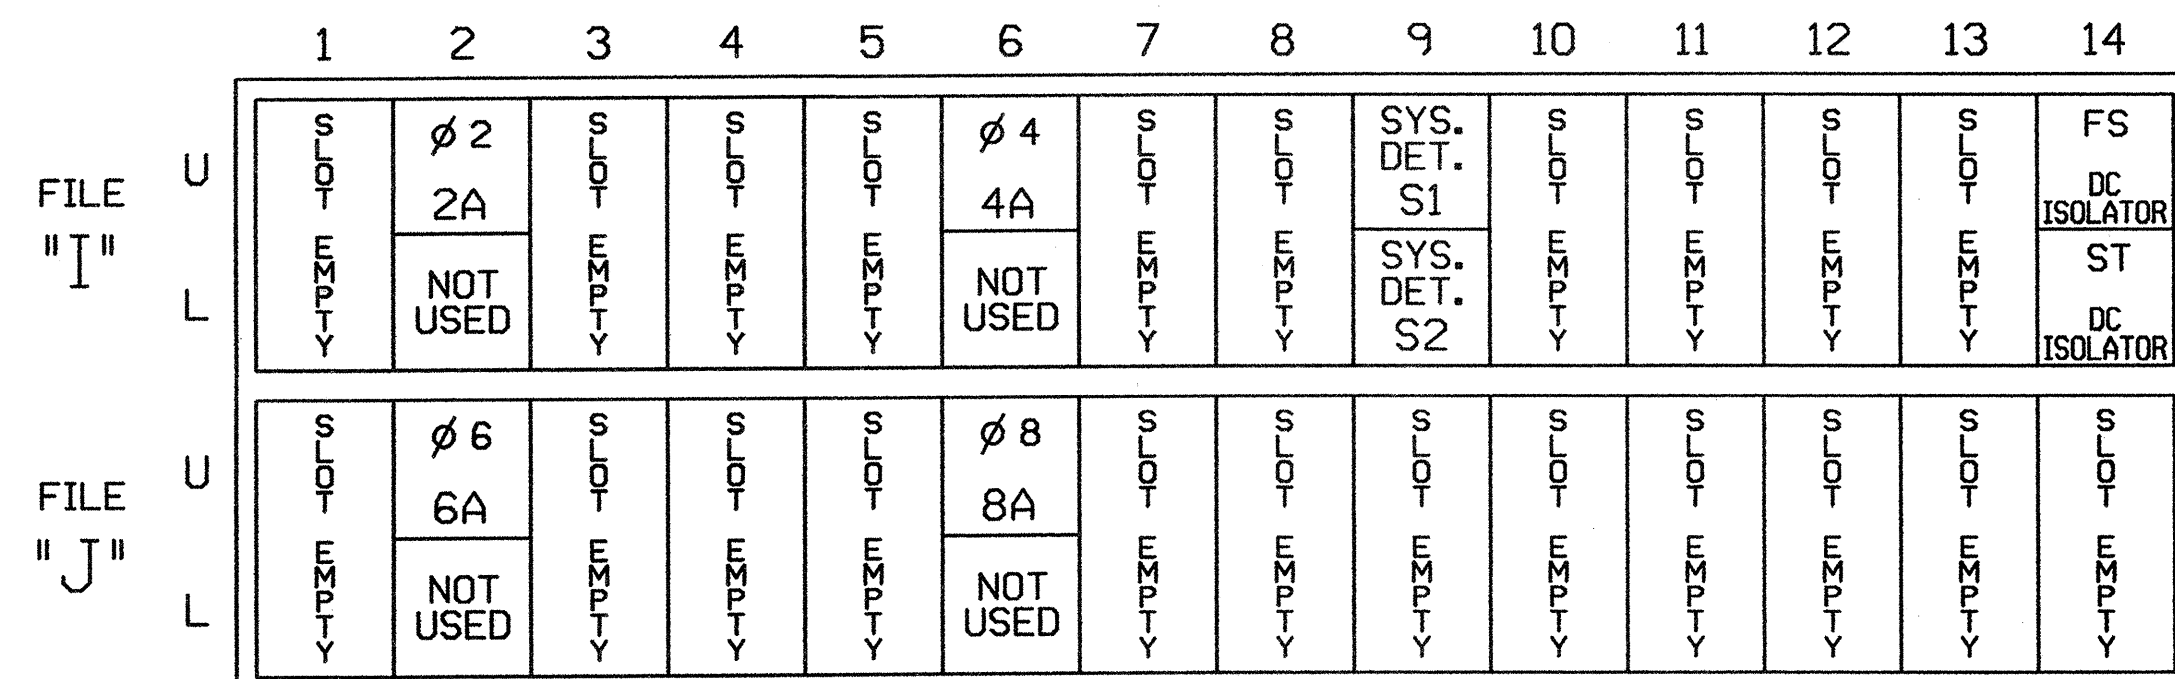 1 2 3 4 5 6 7 8 9 10 11 12 13 14
FILE
"I"
U
L
SLOT EMPTY
Ø 2
2A
NOT
USED
SLOT EMPTY
SLOT EMPTY
SLOT EMPTY
Ø 4
4A
NOT
USED
SLOT EMPTY
SLOT EMPTY
SYS.
DET.
S1
SYS.
DET.
S2
SLOT EMPTY
SLOT EMPTY
SLOT EMPTY
SLOT EMPTY
FS
DC
ISOLATOR
ST
DC
ISOLATOR
FILE
"J"
U
L
SLOT EMPTY
Ø 6
6A
NOT
USED
SLOT EMPTY
SLOT EMPTY
SLOT EMPTY
Ø 8
8A
NOT
USED
SLOT EMPTY
SLOT EMPTY
SLOT EMPTY
SLOT EMPTY
SLOT EMPTY
SLOT EMPTY
SLOT EMPTY
SLOT EMPTY